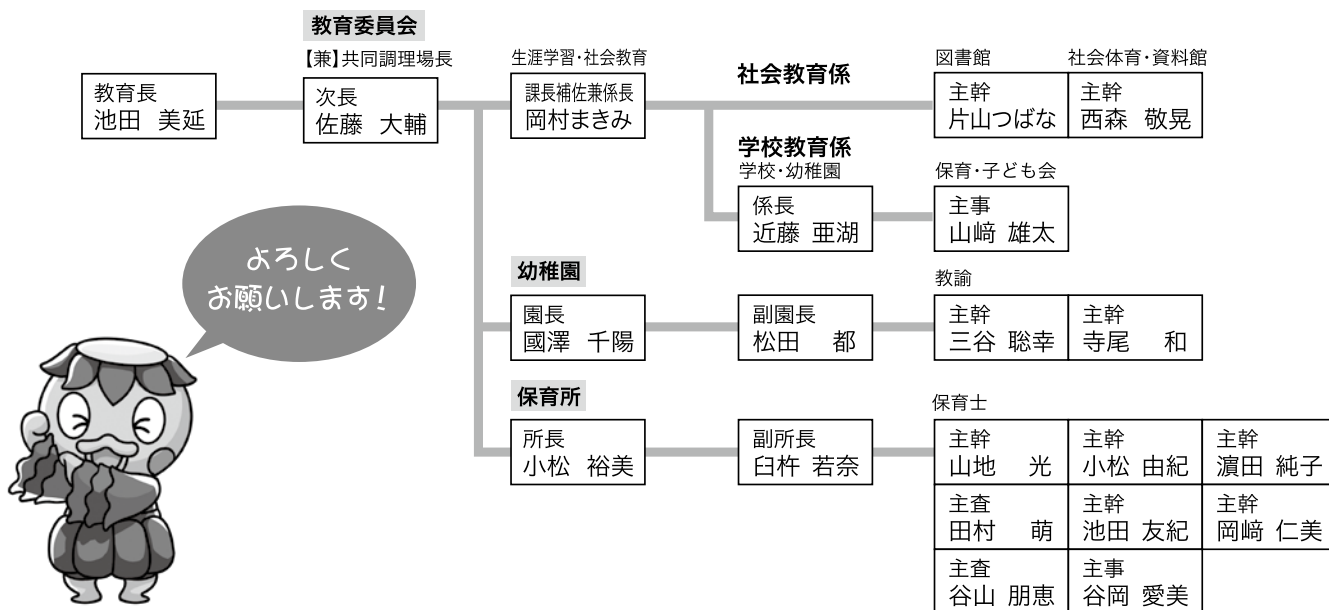 教育委員会
【兼】共同調理場長
教育長
池田 美延
次長
佐藤 大輔
生涯学習・社会教育
課長補佐兼係長
岡村まきみ
社会教育係
図書館
主幹
片山つばな
社会体育・資料館
主幹
西森 敬晃
学校教育係
学校・幼稚園
係長
近藤 亜湖
保育・子ども会
主事
山﨑 雄太
よろしく
お願いします!
幼稚園
園長
國澤 千陽
副園長
松田 都
教諭
主幹
三谷 聡幸
主幹
寺尾 和
保育所
所長
小松 裕美
副所長
臼杵 若奈
保育士
主幹
山地 光
主幹
小松 由紀
主幹
濵田 純子
主査
田村 萌
主幹
池田 友紀
主幹
岡﨑 仁美
主査
谷山 朋恵
主事
谷岡 愛美